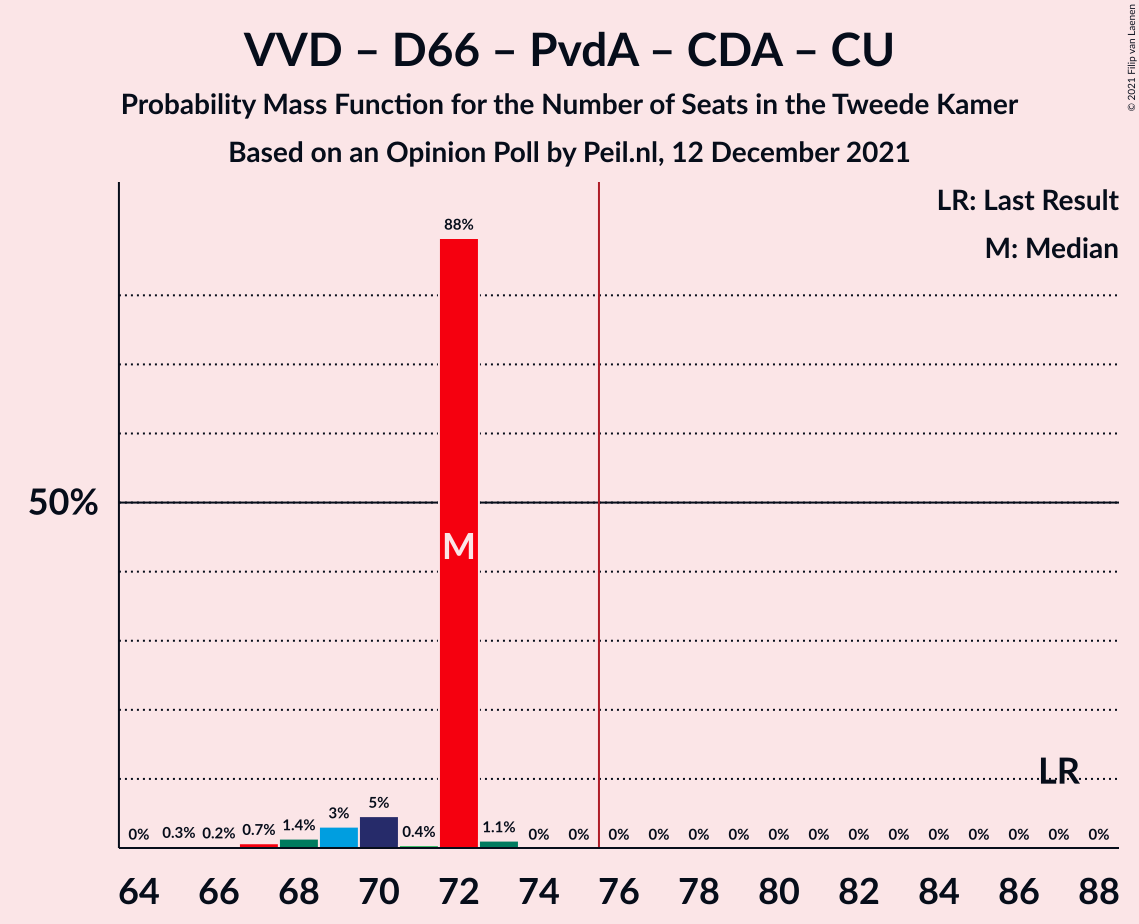 VVD – D66 – PvdA – CDA – CU
Probability Mass Function for the Number of Seats in the Tweede Kamer
Based on an Opinion Poll by Peil.nl, 12 December 2021
© 2021 Filip van Laenen
LR: Last Result
M: Median
88%
50%
M
LR
0% 0.3% 0.2% 0.7% 1.4% 3% 5% 0.4% 1.1% 0% 0% 0% 0% 0% 0% 0% 0% 0% 0% 0% 0% 0% 0% 0%
64 66 68 70 72 74 76 78 80 82 84 86 88